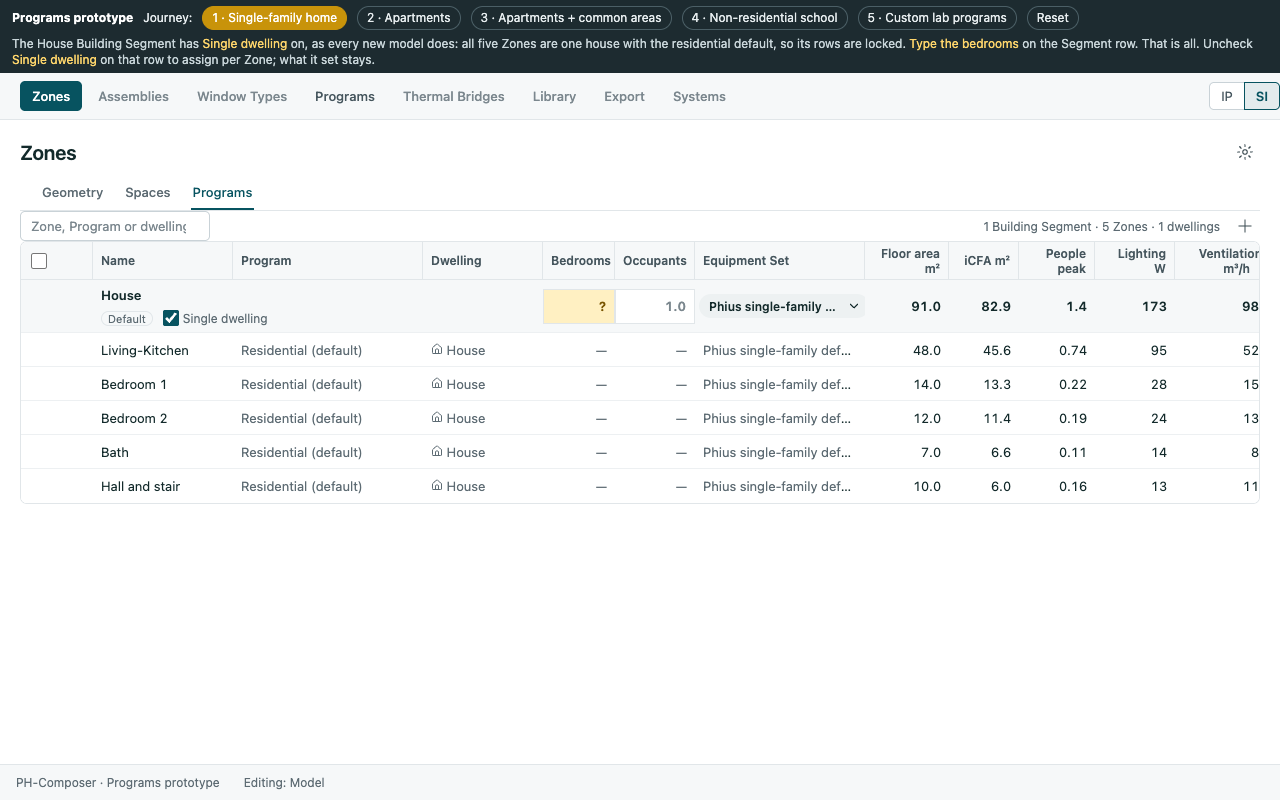 Programs prototype Journey: 1 · Single-family home 2 · Apartments 3 · Apartments + common areas 4 · Non-residential school 5 · Custom lab programs Reset
The House Building Segment has Single dwelling on, as every new model does: all five Zones are one house with the residential default, so its rows are locked. Type the bedrooms on the Segment row. That is all. Uncheck
Single dwelling on that row to assign per Zone; what it set stays.
Zones Assemblies Window Types Programs Thermal Bridges Library Export Systems IP SI
Zones
Geometry Spaces Programs
Zone, Program or dwelling 1 Building Segment · 5 Zones · 1 dwellings
Name Program Dwelling Bedrooms Occupants Equipment Set Floor area m² iCFA m² People peak Lighting W Ventilation m³/h
House
Default Single dwelling ? 1.0 Phius single-family ... 91.0 82.9 1.4 173 98
Living-Kitchen Residential (default) House — — Phius single-family def... 48.0 45.6 0.74 95 52
Bedroom 1 Residential (default) House — — Phius single-family def... 14.0 13.3 0.22 28 15
Bedroom 2 Residential (default) House — — Phius single-family def... 12.0 11.4 0.19 24 13
Bath Residential (default) House — — Phius single-family def... 7.0 6.6 0.11 14 8
Hall and stair Residential (default) House — — Phius single-family def... 10.0 6.0 0.16 13 11
PH-Composer · Programs prototype Editing: Model